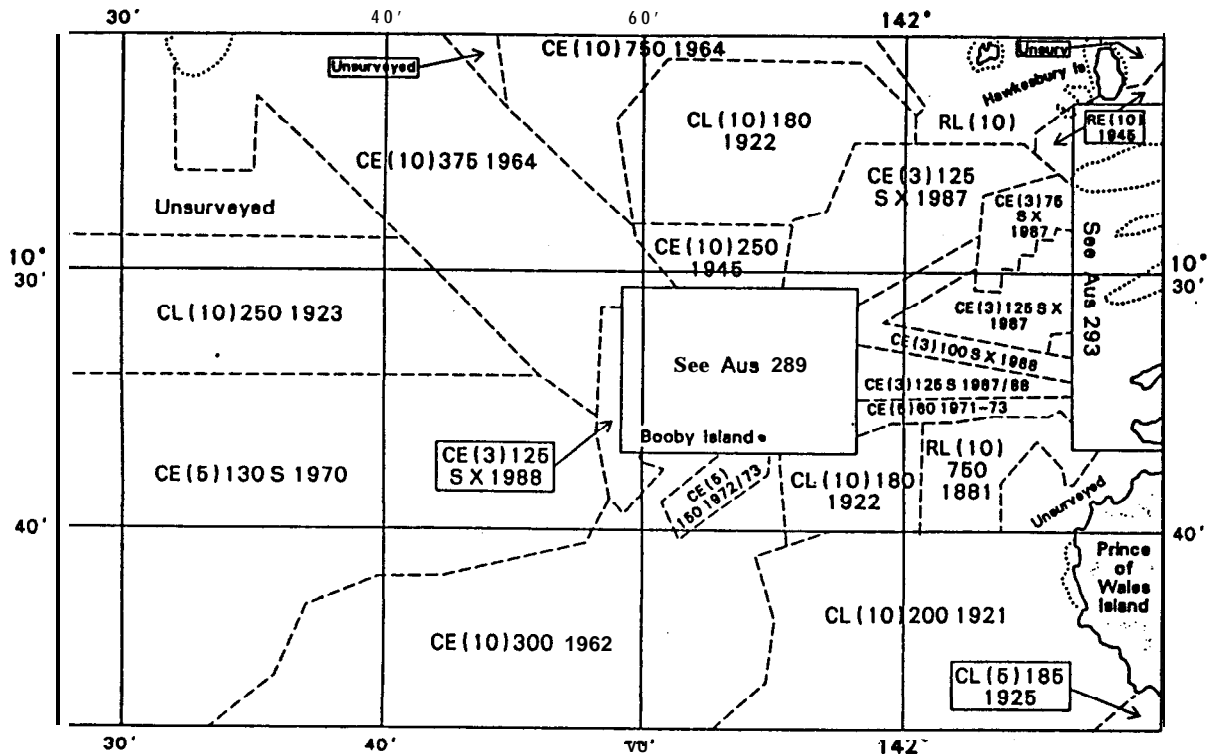 30′ 40′ 60′ 142°
CE(10)750 1964
Unsurveyed
Unsurv
Hawkesbury Is
CL(10)180
1922
RL(10)
RE(10)
1945
CE(10)375 1964
CE(3)125
S X 1987
CE(3)75
S X
1987
Unsurveyed
CE(10)250
1945
10°
30′
10°
30′
See Aus 293
CL(10)250 1923
CE(3)125 S X
1987
CE(3)100 S X 1988
See Aus 289
CE(3)125 S 1987/88
CE(5)60 1971-73
Booby Island
CE(3)125
S X 1988
CE(5)130 S 1970
CE(5)
150 1972/73
CL(10)180
1922
RL(10)
750
1881
Unsurveyed
40′ 40′
Prince
of
Wales
Island
CE(10)300 1962
CL(10)200 1921
CL(5)185
1925
30′ 40′ 142°